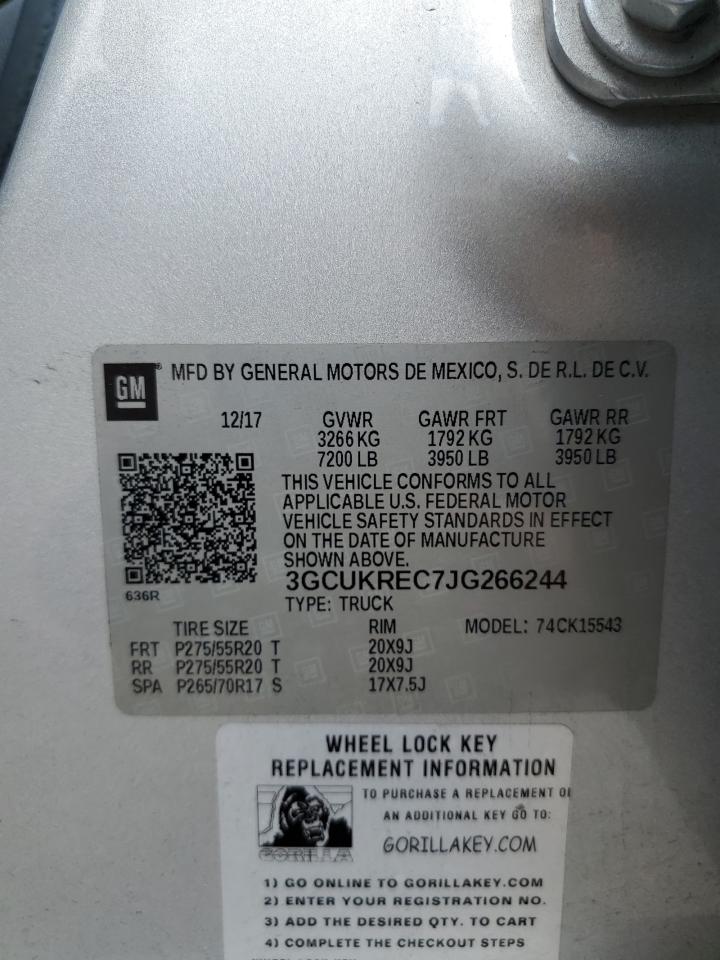 GM
MFD BY GENERAL MOTORS DE MEXICO, S. DE R.L. DE C.V.
12/17 GVWR GAWR FRT GAWR RR
3266 KG 1792 KG 1792 KG
7200 LB 3950 LB 3950 LB
THIS VEHICLE CONFORMS TO ALL
APPLICABLE U.S. FEDERAL MOTOR
VEHICLE SAFETY STANDARDS IN EFFECT
ON THE DATE OF MANUFACTURE
SHOWN ABOVE.
3GCUKREC7JG266244
636R
TYPE: TRUCK
TIRE SIZE RIM MODEL: 74CK15543
FRT P275/55R20 T 20X9J
RR P275/55R20 T 20X9J
SPA P265/70R17 S 17X7.5J
WHEEL LOCK KEY
REPLACEMENT INFORMATION
TO PURCHASE A REPLACEMENT
AN ADDITIONAL KEY GO TO:
GORILLA
GORILLAKEY.COM
1) GO ONLINE TO GORILLAKEY.COM
2) ENTER YOUR REGISTRATION NO.
3) ADD THE DESIRED QTY. TO CART
4) COMPLETE THE CHECKOUT STEPS